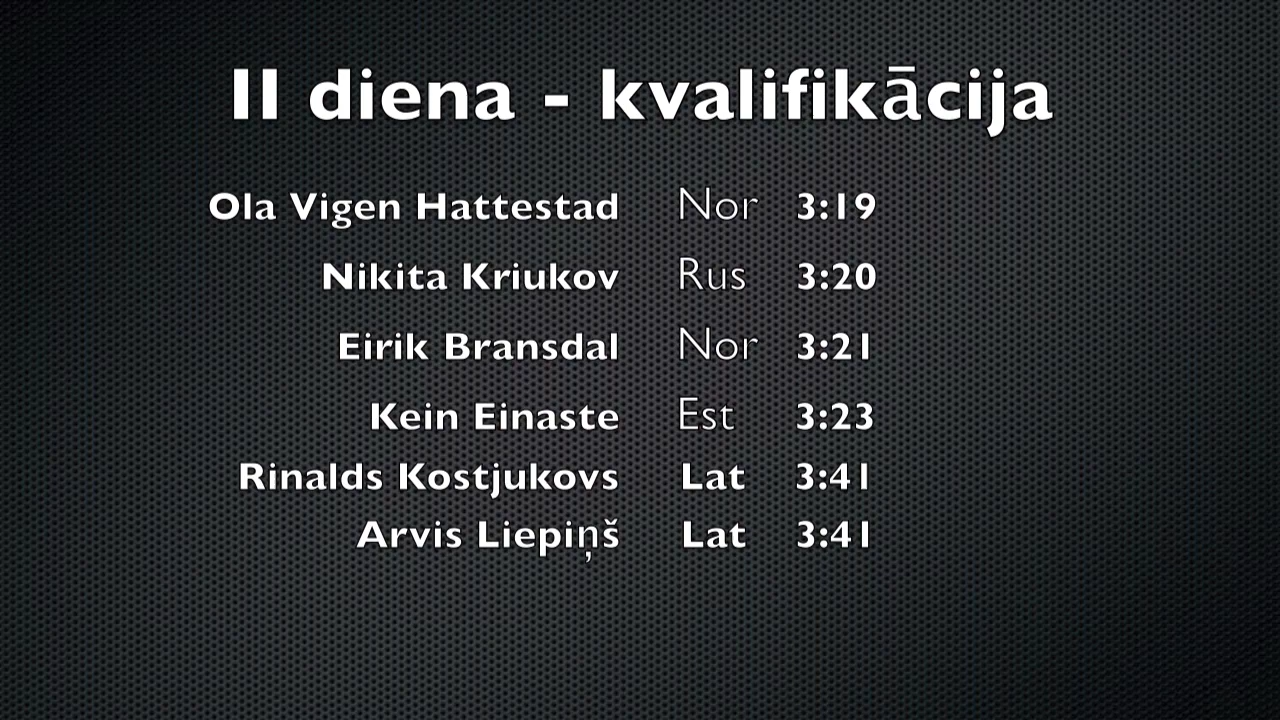 II diena - kvalifikācija
Ola Vigen Hattestad Nor 3:19
Nikita Kriukov Rus 3:20
Eirik Bransdal Nor 3:21
Kein Einaste Est 3:23
Rinalds Kostjukovs Lat 3:41
Arvis Liepiņš Lat 3:41